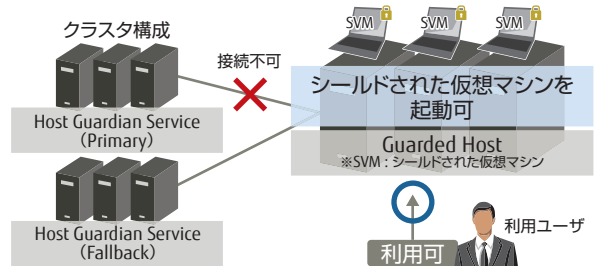 クラスタ構成
Host Guardian Service
(Primary)
Host Guardian Service
(Fallback)
接続不可
SVM
SVM
SVM
シールドされた仮想マシンを
起動可
Guarded Host
※SVM:シールドされた仮想マシン
利用可
利用ユーザ